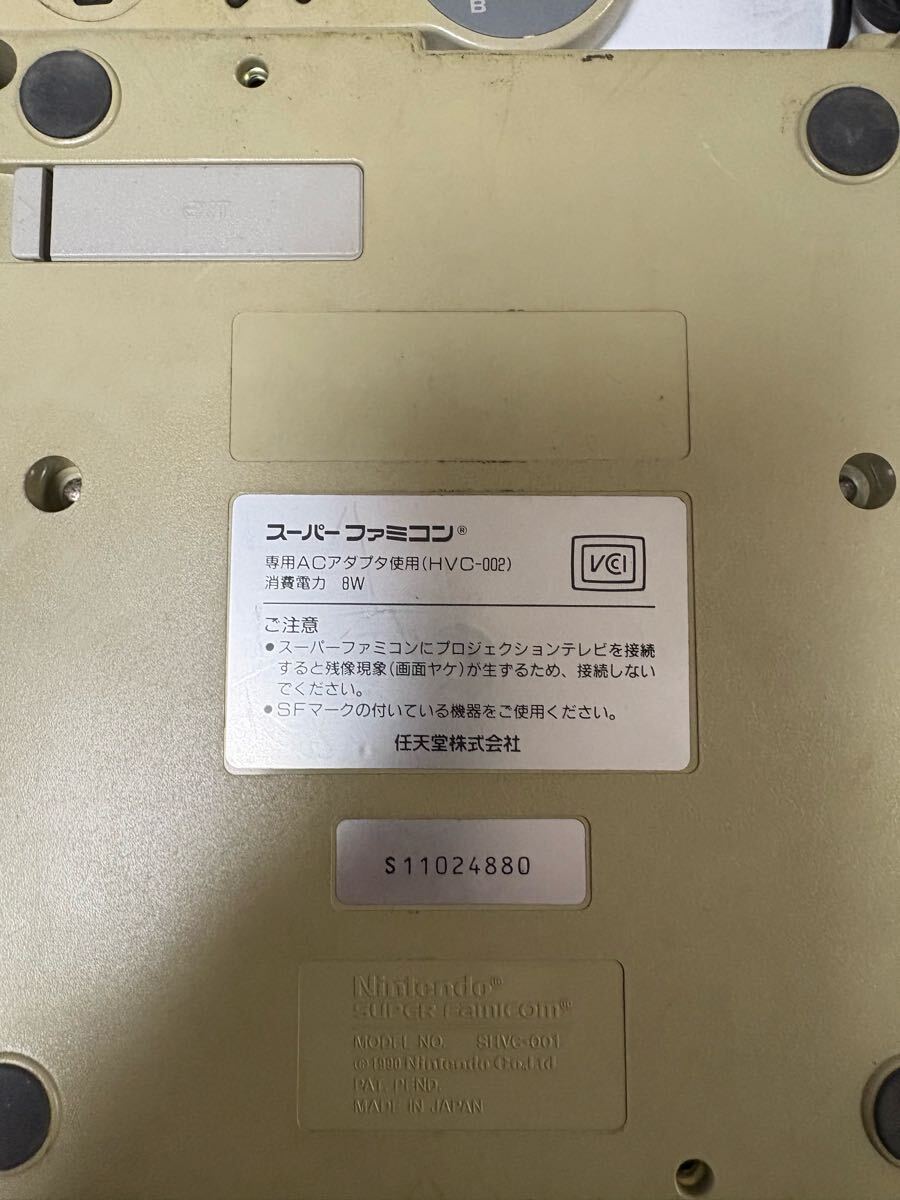 B
EXT
スーパーファミコン®
専用ACアダプタ使用(HVC-002)
消費電力 8W
VCCI
ご注意
●スーパーファミコンにプロジェクションテレビを接続
すると残像現象(画面ヤケ)が生ずるため、接続しない
でください。
●SFマークの付いている機器をご使用ください。
任天堂株式会社
S11024880
Nintendo®
SUPER Famicom®
MODEL NO. SHVC-001
©1990 Nintendo Co.,Ltd
PAT. PEND.
MADE IN JAPAN